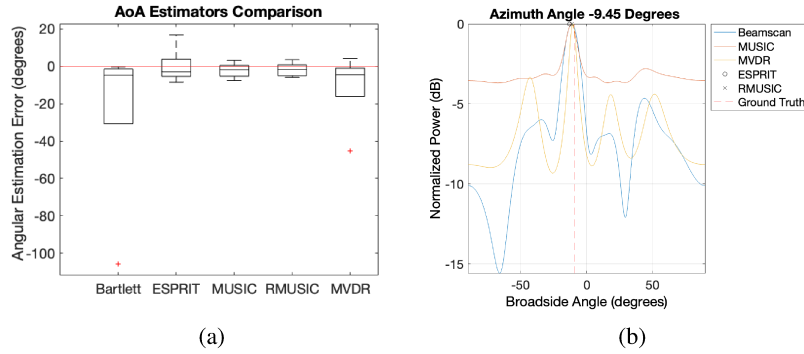 AoA Estimators Comparison
Angular Estimation Error (degrees)
20
0
-20
-40
-60
-80
-100
Bartlett ESPRIT MUSIC RMUSIC MVDR
(a)
Azimuth Angle -9.45 Degrees
Normalized Power (dB)
0
-5
-10
-15
-50 0 50
Broadside Angle (degrees)
Beamscan
MUSIC
MVDR
ESPRIT
RMUSIC
Ground Truth
(b)